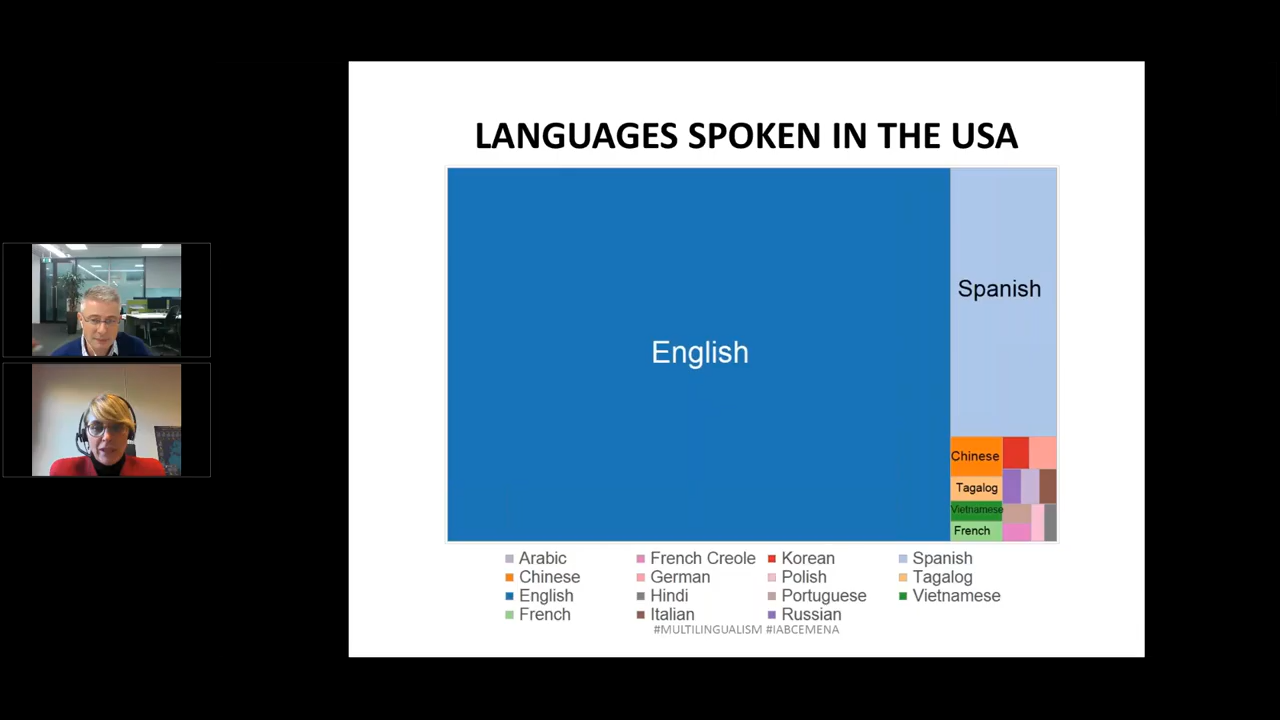 LANGUAGES SPOKEN IN THE USA
English
Spanish
Chinese
Tagalog
Vietnamese
French
Arabic French Creole Korean Spanish
Chinese German Polish Tagalog
English Hindi Portuguese Vietnamese
French Italian Russian
#MULTILINGUALISM #IABCEMENA